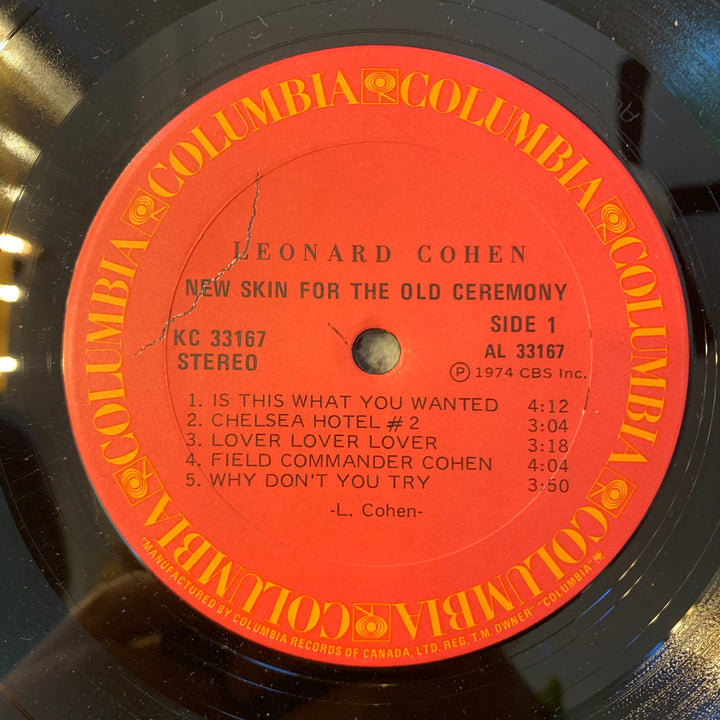 COLUMBIA COLUMBIA COLUMBIA COLUMBIA COLUMBIA COLUMBIA COLUMBIA
LEONARD COHEN
NEW SKIN FOR THE OLD CEREMONY
KC 33167
STEREO
SIDE 1
AL 33167
Ⓟ 1974 CBS Inc.
1. IS THIS WHAT YOU WANTED 4:12
2. CHELSEA HOTEL #2 3:04
3. LOVER LOVER LOVER 3:18
4. FIELD COMMANDER COHEN 4:04
5. WHY DON'T YOU TRY 3:50
-L. Cohen-
"MANUFACTURED BY COLUMBIA RECORDS OF CANADA, LTD. REG. T.M. OWNER" "COLUMBIA"